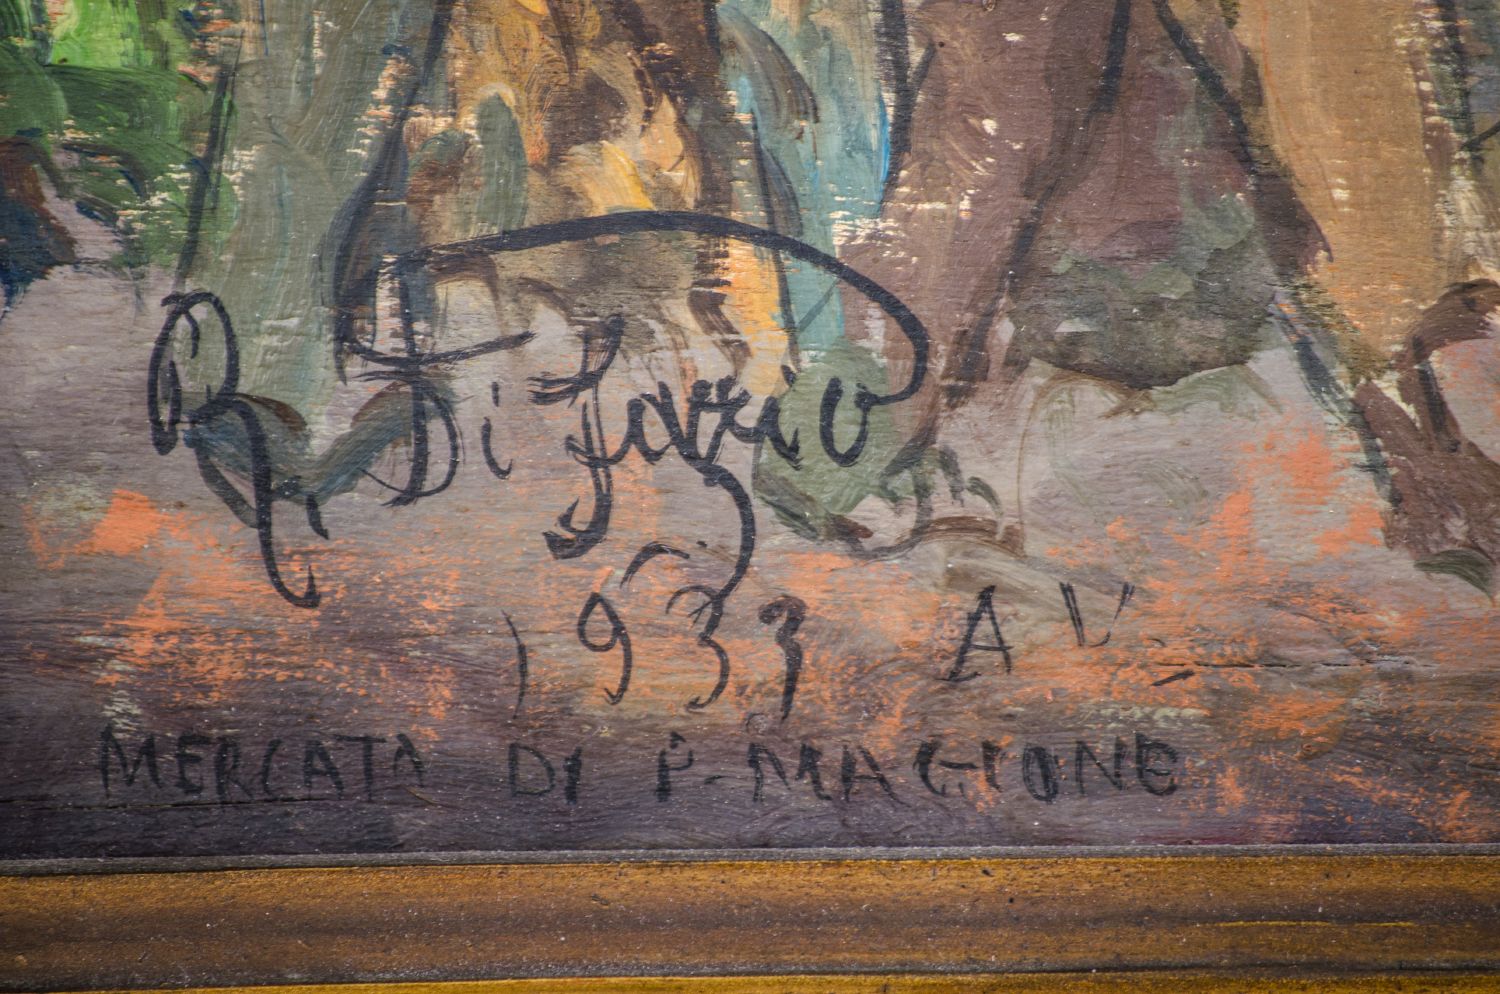 R Di Fazio
1933 A V
MERCATA DI P. MAGIONE